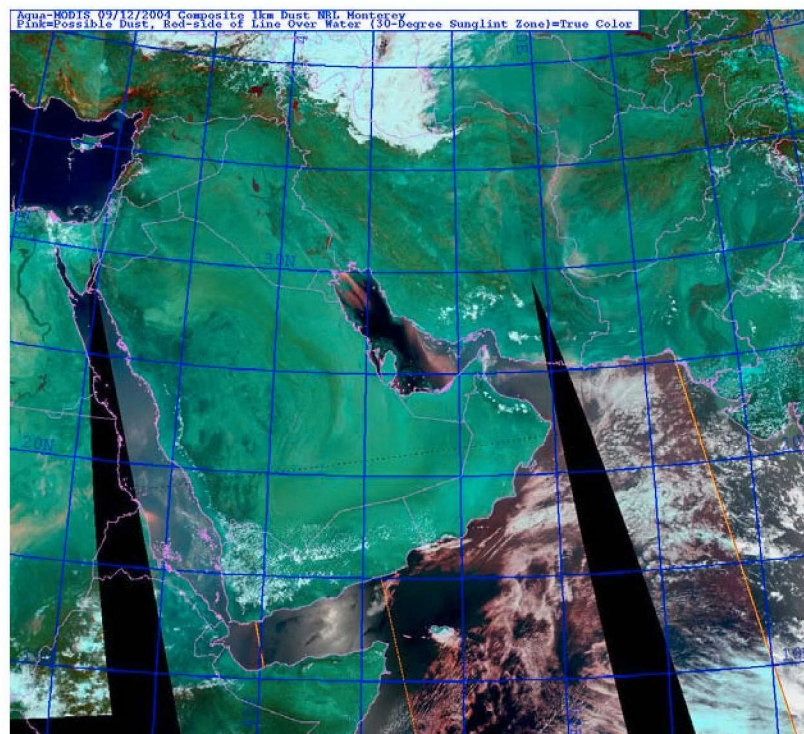 Aqua-MODIS 09/12/2004 Composite 1km Dust NRL Monterey
Pink=Possible Dust, Red-side of Line Over Water (30-Degree Sunglint Zone)=True Color
30N
20N